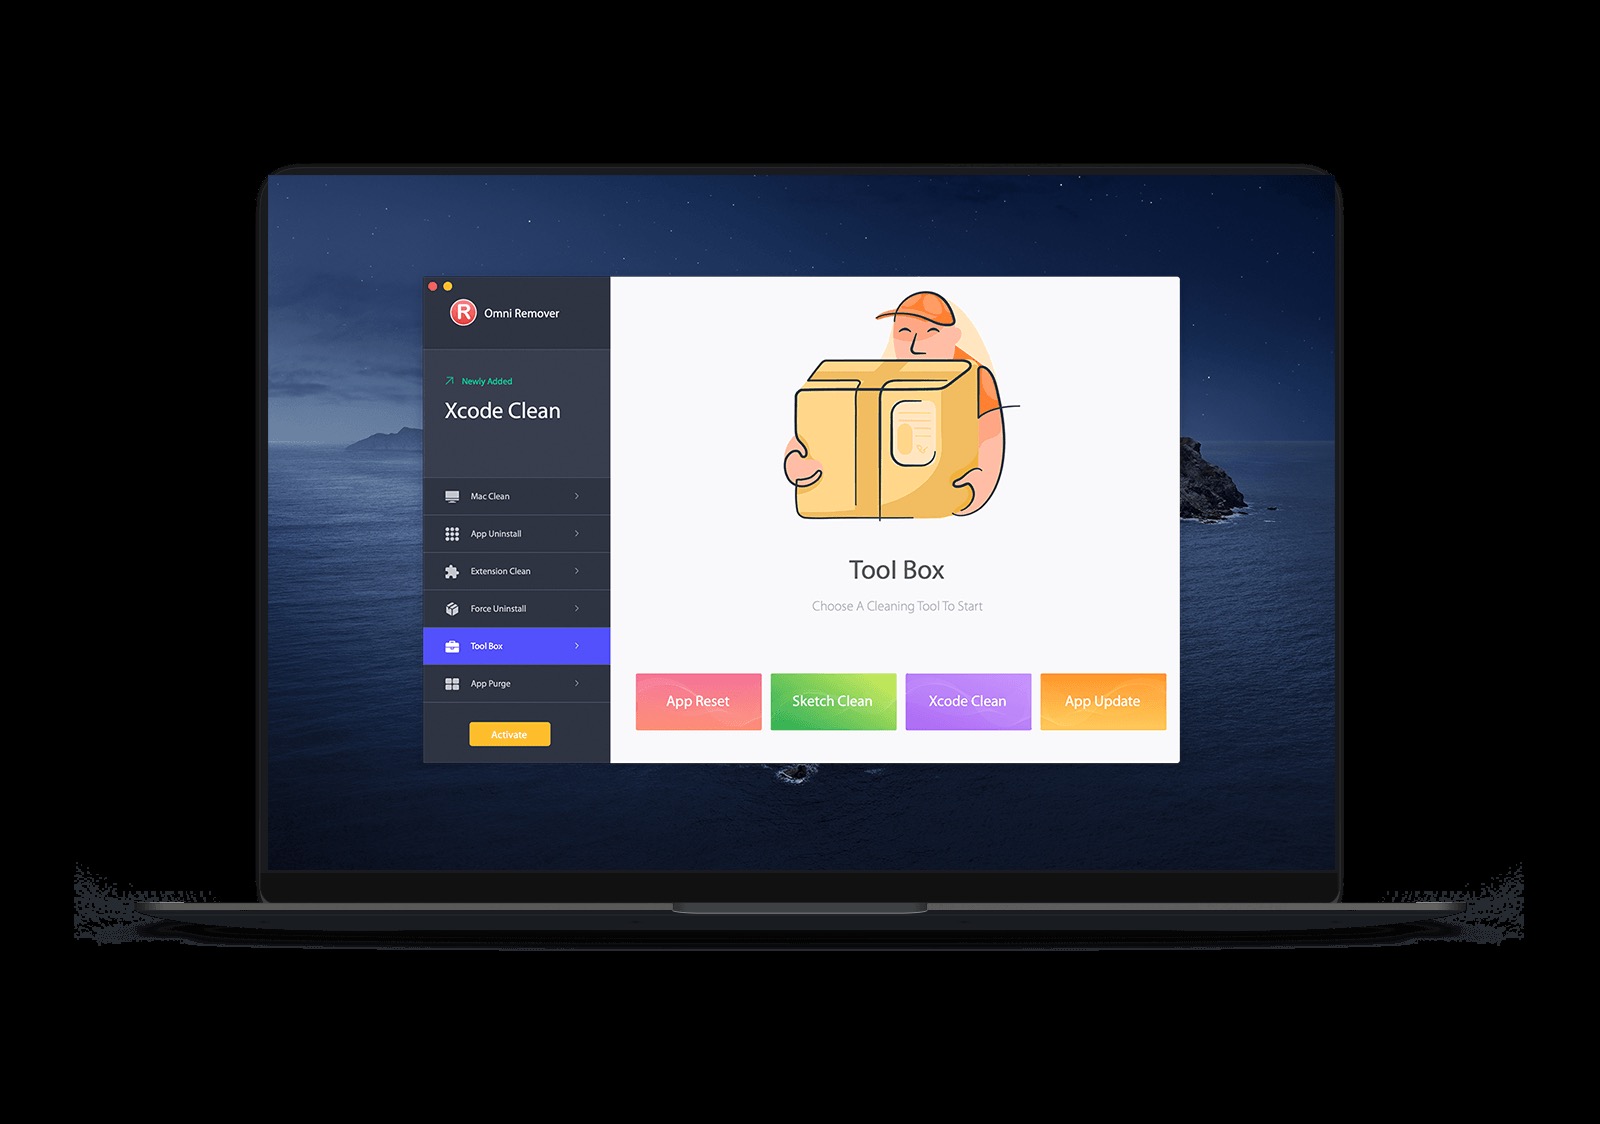 R
Omni Remover
Newly Added
Xcode Clean
Mac Clean
App Uninstall
Extension Clean
Force Uninstall
Tool Box
App Purge
Activate
Tool Box
Choose A Cleaning Tool To Start
App Reset
Sketch Clean
Xcode Clean
App Update